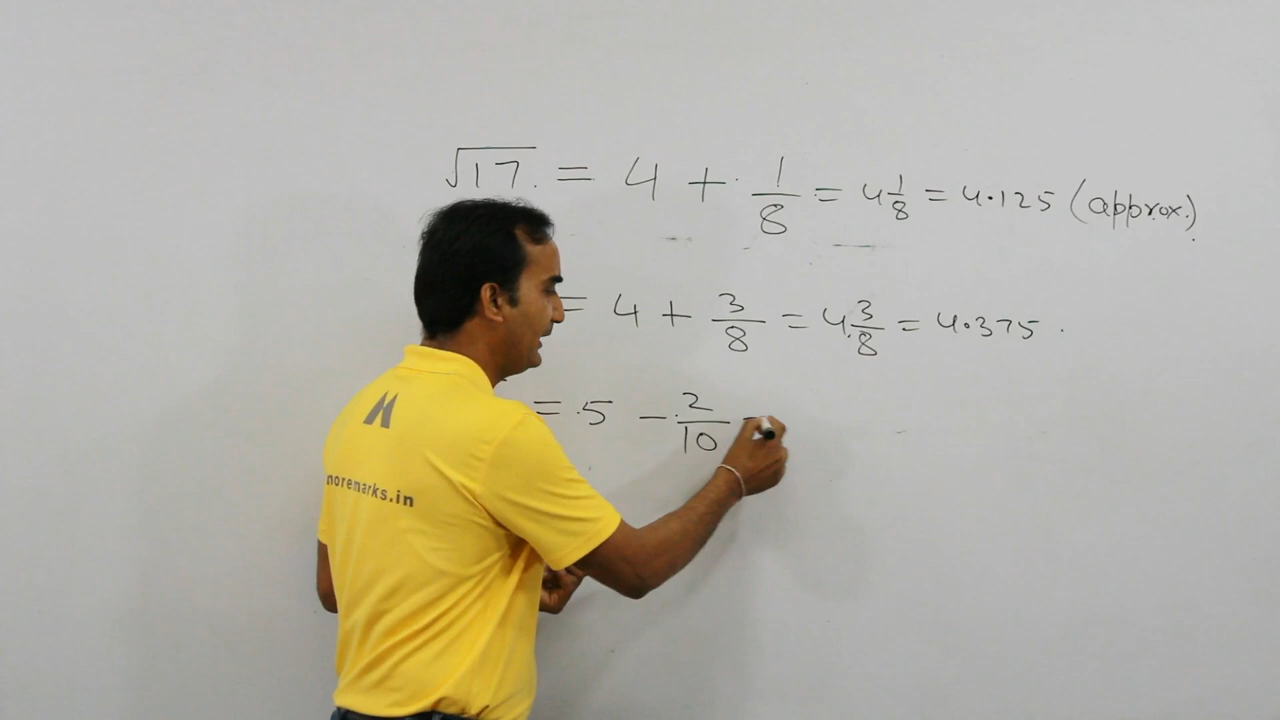 √17. = 4 + 1/8 = 4 1/8 = 4.125 (approx.)
= 4 + 3/8 = 4 3/8 = 4.375.
= 5 - 2/10 =
noremarks.in